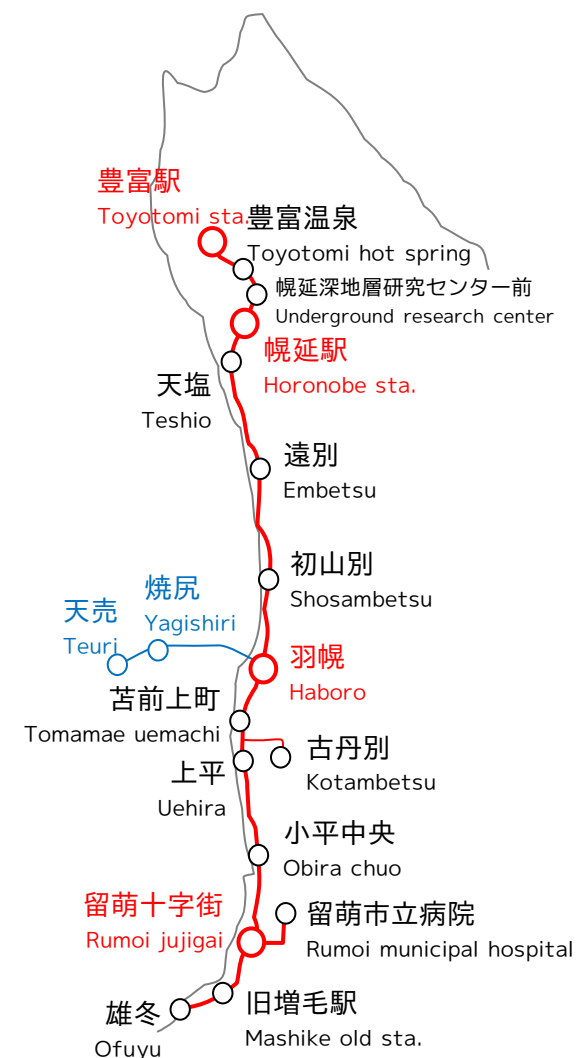 豊富駅
Toyotomi sta.
豊富温泉
Toyotomi hot spring
幌延深地層研究センター前
Underground research center
幌延駅
Horonobe sta.
天塩
Teshio
遠別
Embetsu
初山別
Shosambetsu
焼尻
Yagishiri
天売
Teuri
羽幌
Haboro
苫前上町
Tomamae uemachi
古丹別
Kotambetsu
上平
Uehira
小平中央
Obira chuo
留萌十字街
Rumoi jujigai
留萌市立病院
Rumoi municipal hospital
旧増毛駅
Mashike old sta.
雄冬
Ofuyu